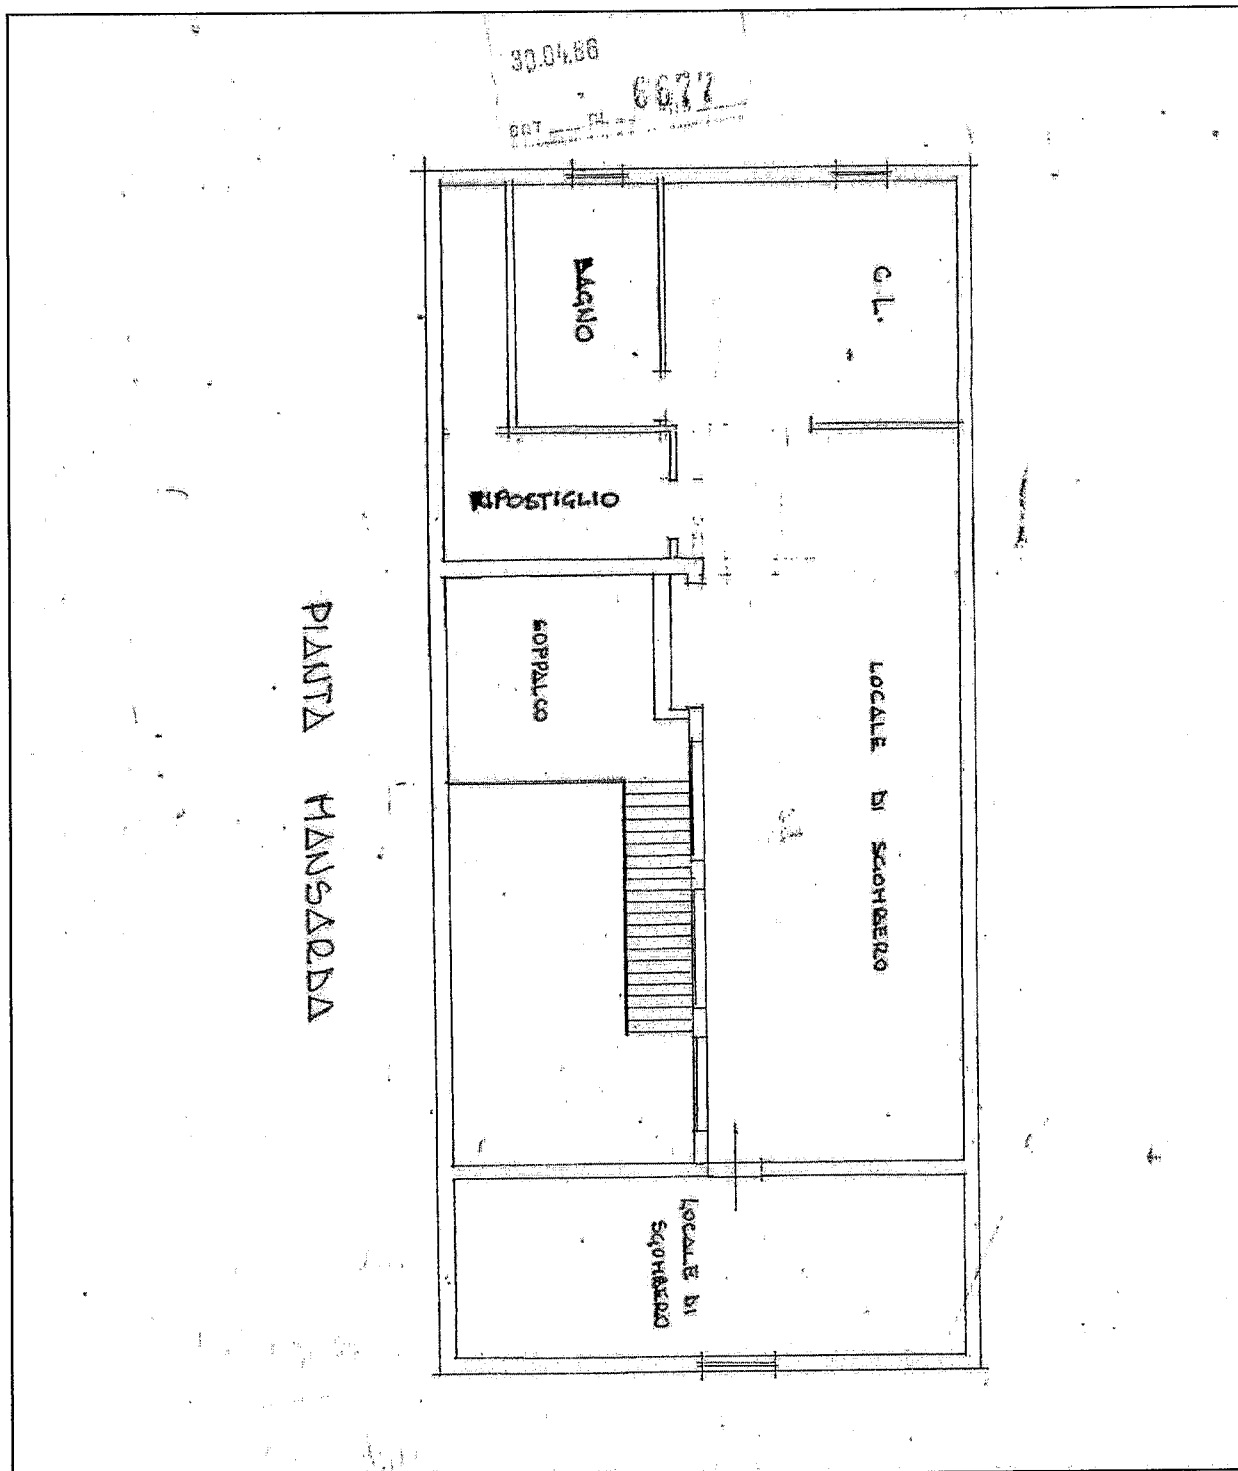 30.04.86
6677
BAGNO
C.L.
RIPOSTIGLIO
SOPPALCO
LOCALE DI SGOMBERO
PIANTA MANSARDA
LOCALE DI
SGOMBERO